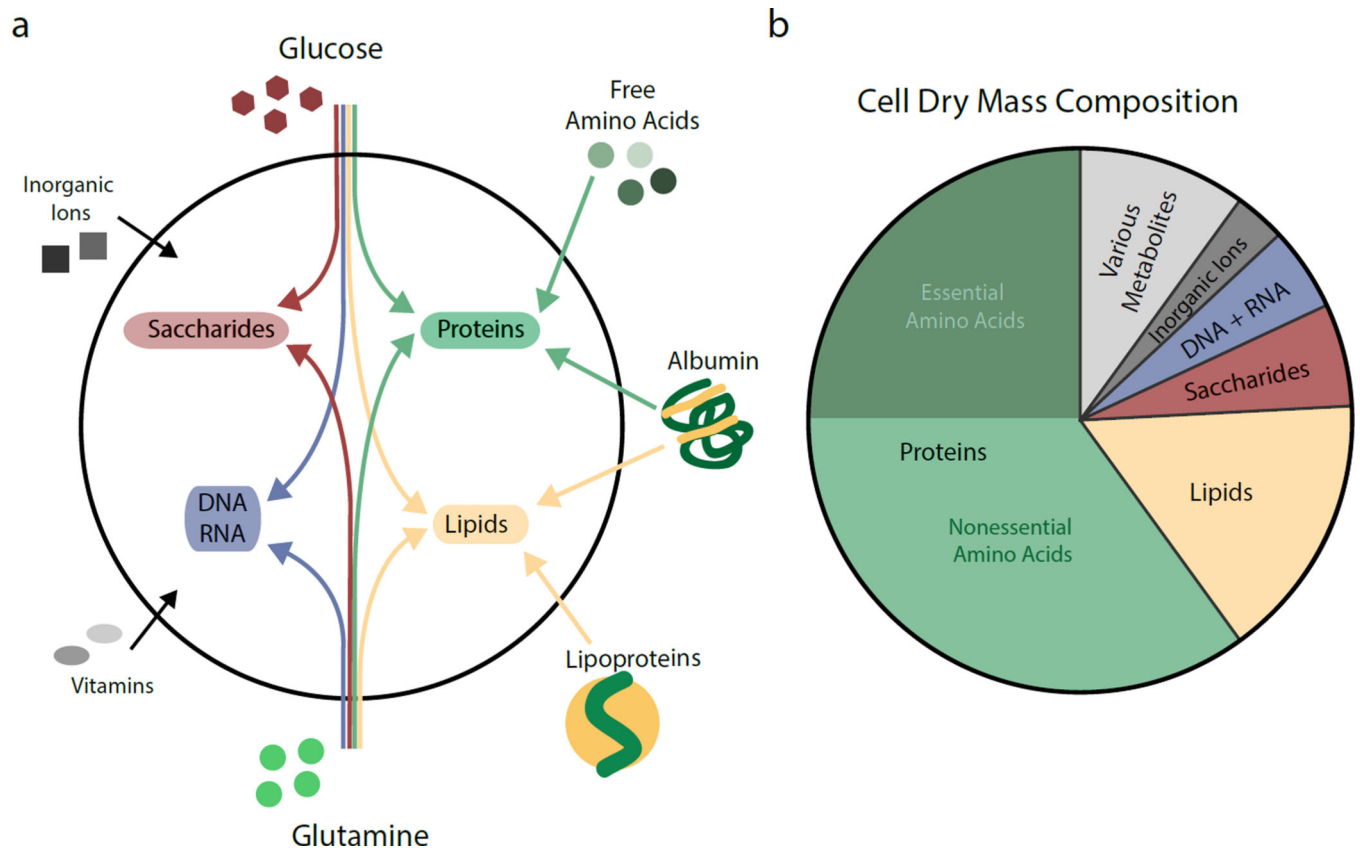 a
Glucose
Free
Amino Acids
Inorganic
Ions
Saccharides
Proteins
Albumin
DNA
RNA
Lipids
Vitamins
Lipoproteins
Glutamine
b
Cell Dry Mass Composition
Various
Metabolites
Inorganic Ions
DNA + RNA
Saccharides
Lipids
Essential
Amino Acids
Proteins
Nonessential
Amino Acids